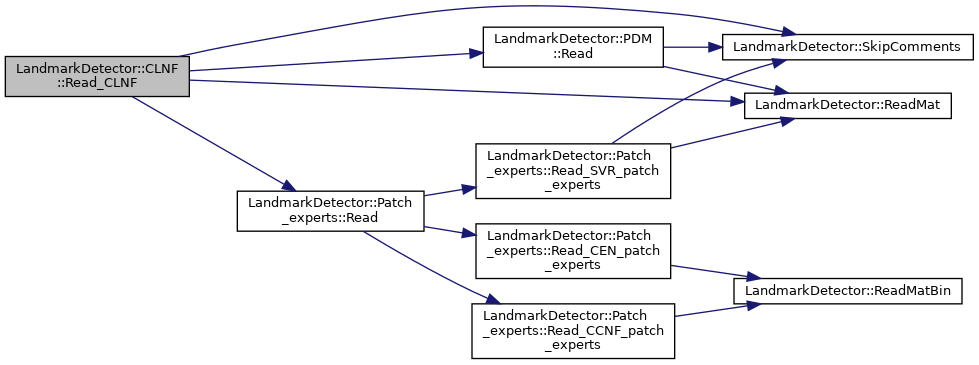 LandmarkDetector::CLNF
::Read_CLNF
LandmarkDetector::PDM
::Read
LandmarkDetector::SkipComments
LandmarkDetector::ReadMat
LandmarkDetector::Patch
_experts::Read
LandmarkDetector::Patch
_experts::Read_SVR_patch
_experts
LandmarkDetector::Patch
_experts::Read_CEN_patch
_experts
LandmarkDetector::Patch
_experts::Read_CCNF_patch
_experts
LandmarkDetector::ReadMatBin